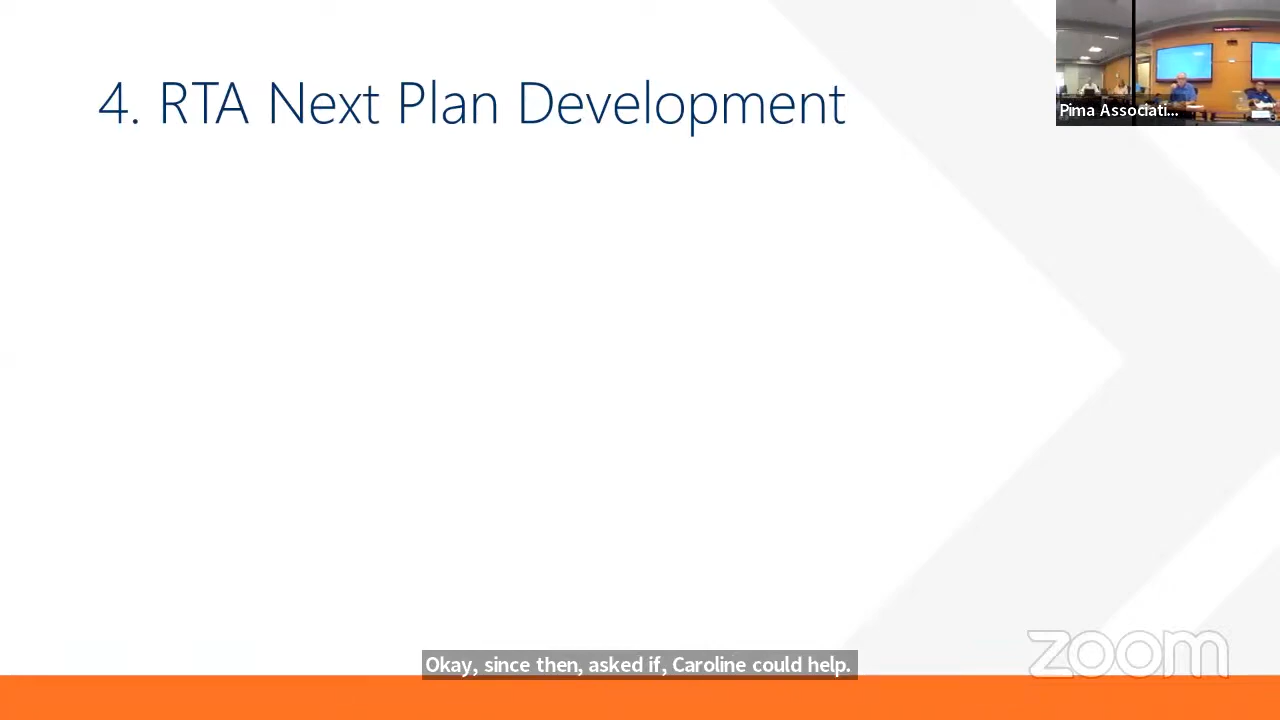 4. RTA Next Plan Development
Pima Associati...
Okay, since then, asked if, Caroline could help.
zoom